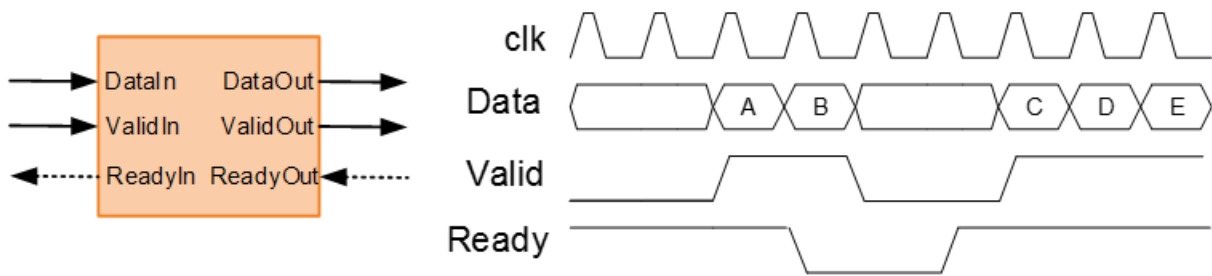 DataIn DataOut
ValidIn ValidOut
ReadyIn ReadyOut
clk
Data A B C D E
Valid
Ready